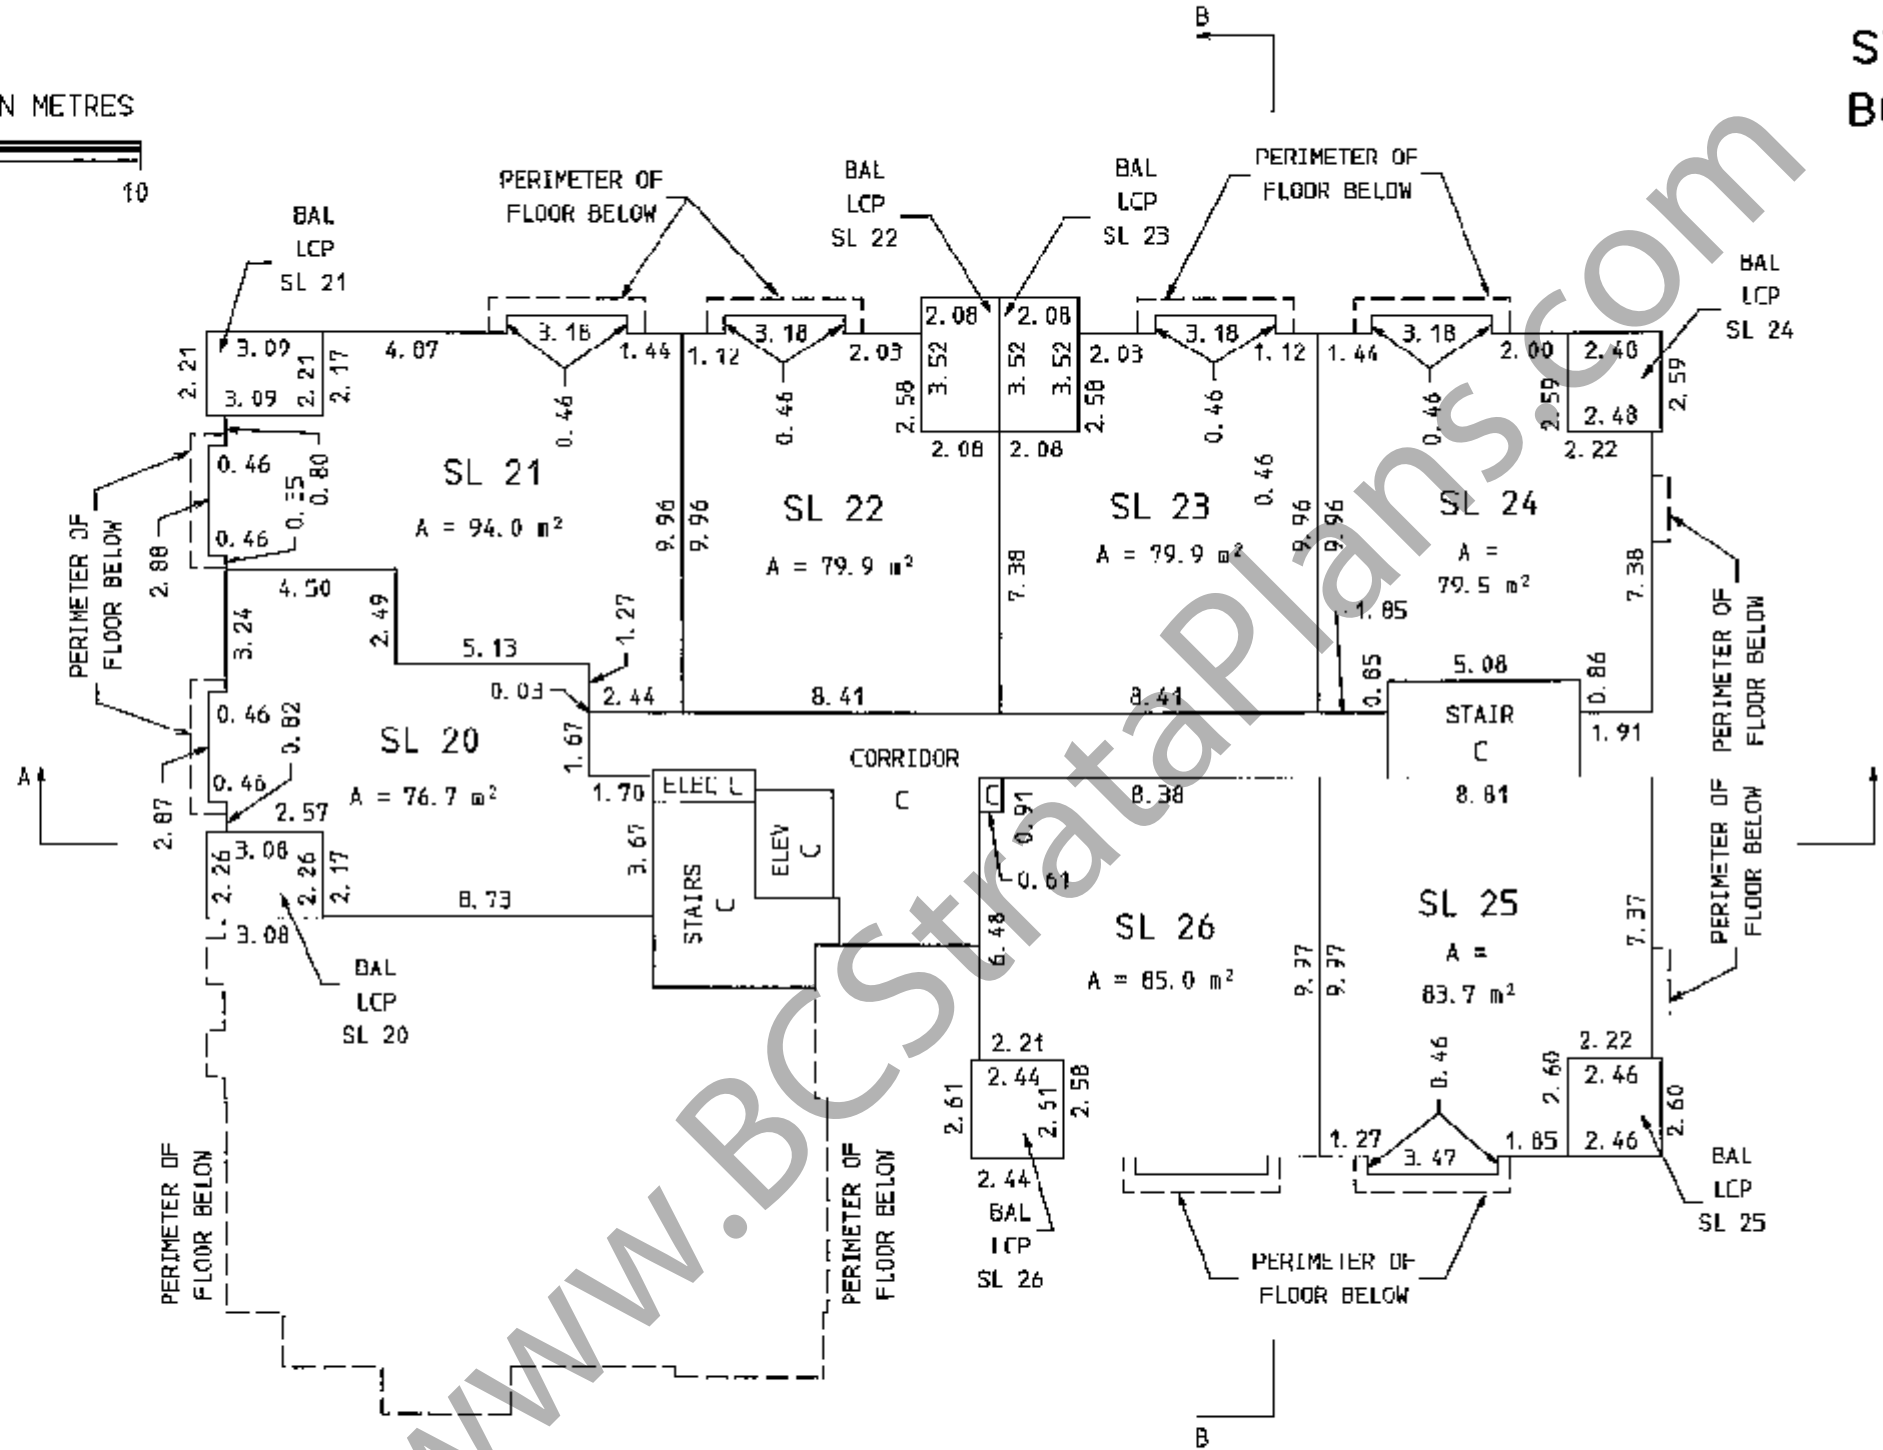 B
S
B
N METRES
10
PERIMETER OF
FLOOR BELOW
PERIMETER OF
FLOOR BELOW
BAL
LCP
SL 21
BAL
LCP
SL 22
BAL
LCP
SL 23
BAL
LCP
SL 24
3.09
2.21
2.21
2.17
3.09
4.07
3.18
0.46
1.44
1.12
3.18
0.46
2.03
2.08
2.08
3.52
3.52
3.52
2.58
2.58
2.08
2.08
2.03
3.18
0.46
1.12
1.44
3.18
0.46
2.00
2.48
2.59
2.59
2.48
2.22
0.46
0.80
0.46
2.88
PERIMETER OF
FLOOR BELOW
SL 21
A = 94.0 m²
9.96
9.96
SL 22
A = 79.9 m²
7.38
SL 23
A = 79.9 m²
0.46
9.96
9.96
SL 24
A =
79.5 m²
7.38
4.50
3.24
2.49
5.13
1.27
0.03
2.44
8.41
8.41
1.85
0.85
5.08
0.86
1.91
STAIR
C
PERIMETER OF
FLOOR BELOW
0.46
0.82
0.46
2.87
SL 20
A = 76.7 m²
1.67
1.70
ELEC C
CORRIDOR
C
C
0.91
8.38
8.81
0.61
A
2.57
3.08
2.26
2.26
2.17
3.08
8.73
3.67
STAIRS
C
ELEV
C
BAL
LCP
SL 20
6.48
SL 26
A = 85.0 m²
9.97
9.97
SL 25
A =
83.7 m²
7.37
PERIMETER OF
FLOOR BELOW
2.21
2.44
2.61
2.61
2.58
2.44
BAL
LCP
SL 26
0.46
1.27
3.47
1.85
2.22
2.46
2.60
2.60
2.46
BAL
LCP
SL 25
PERIMETER OF
FLOOR BELOW
PERIMETER OF
FLOOR BELOW
PERIMETER OF
FLOOR BELOW
B
www.BCStrataPlans.com